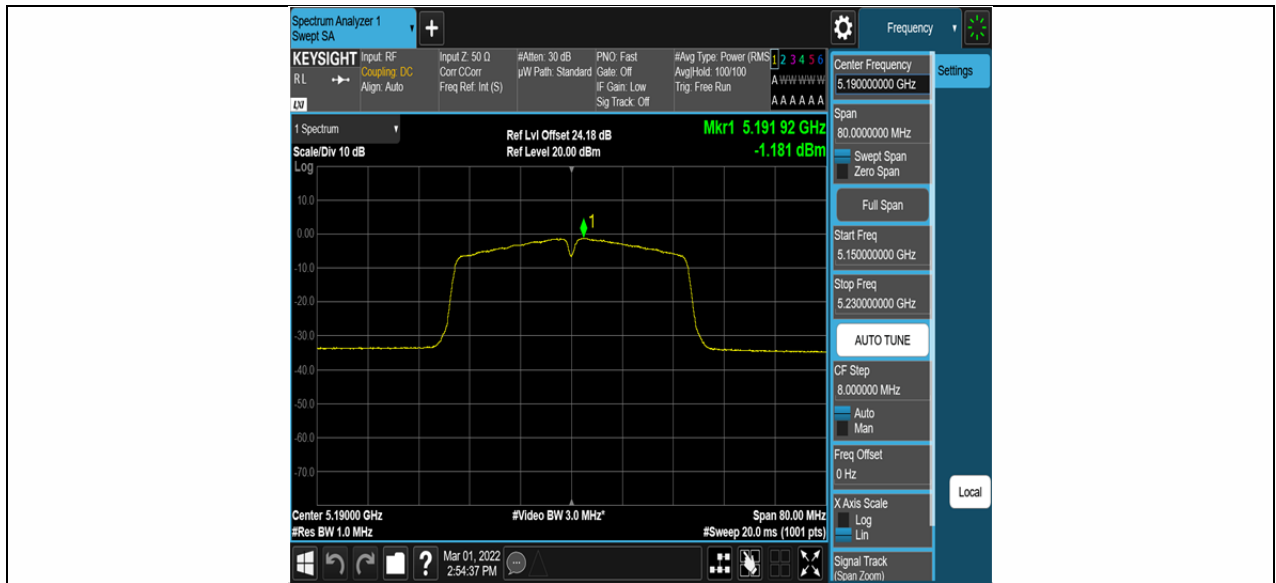 Spectrum Analyzer 1
Swept SA
+
Frequency
KEYSIGHT
RL
LXI
Input: RF
Coupling: DC
Align: Auto
Input Z: 50 Ω
Corr CCorr
Freq Ref: Int (S)
#Atten: 30 dB
µW Path: Standard
PNO: Fast
Gate: Off
IF Gain: Low
Sig Track: Off
#Avg Type: Power (RMS
Avg|Hold: 100/100
Trig: Free Run
1 2 3 4 5 6
A W W W W W
A A A A A A
1 Spectrum
Scale/Div 10 dB
Log
Ref Lvl Offset 24.18 dB
Ref Level 20.00 dBm
Mkr1 5.191 92 GHz
-1.181 dBm
10.0
0.00
-10.0
-20.0
-30.0
-40.0
-50.0
-60.0
-70.0
1
Center 5.19000 GHz
#Res BW 1.0 MHz
#Video BW 3.0 MHz*
Span 80.00 MHz
#Sweep 20.0 ms (1001 pts)
Center Frequency
5.190000000 GHz
Span
80.0000000 MHz
Swept Span
Zero Span
Full Span
Start Freq
5.150000000 GHz
Stop Freq
5.230000000 GHz
AUTO TUNE
CF Step
8.000000 MHz
Auto
Man
Freq Offset
0 Hz
X Axis Scale
Log
Lin
Signal Track
(Span Zoom)
Settings
Local
?
Mar 01, 2022
2:54:37 PM